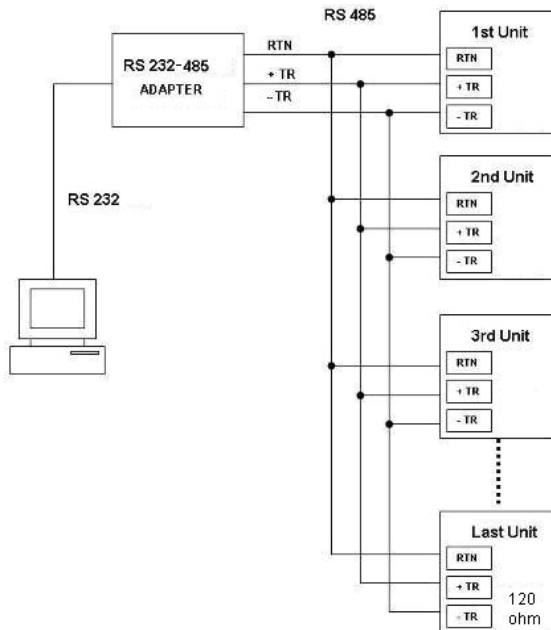 RS 485
1st Unit
RTN
RTN
RS 232-485
ADAPTER
+ TR
+ TR
- TR
- TR
2nd Unit
RTN
RS 232
+ TR
- TR
3rd Unit
RTN
+ TR
- TR
Last Unit
RTN
+ TR
120
ohm
- TR